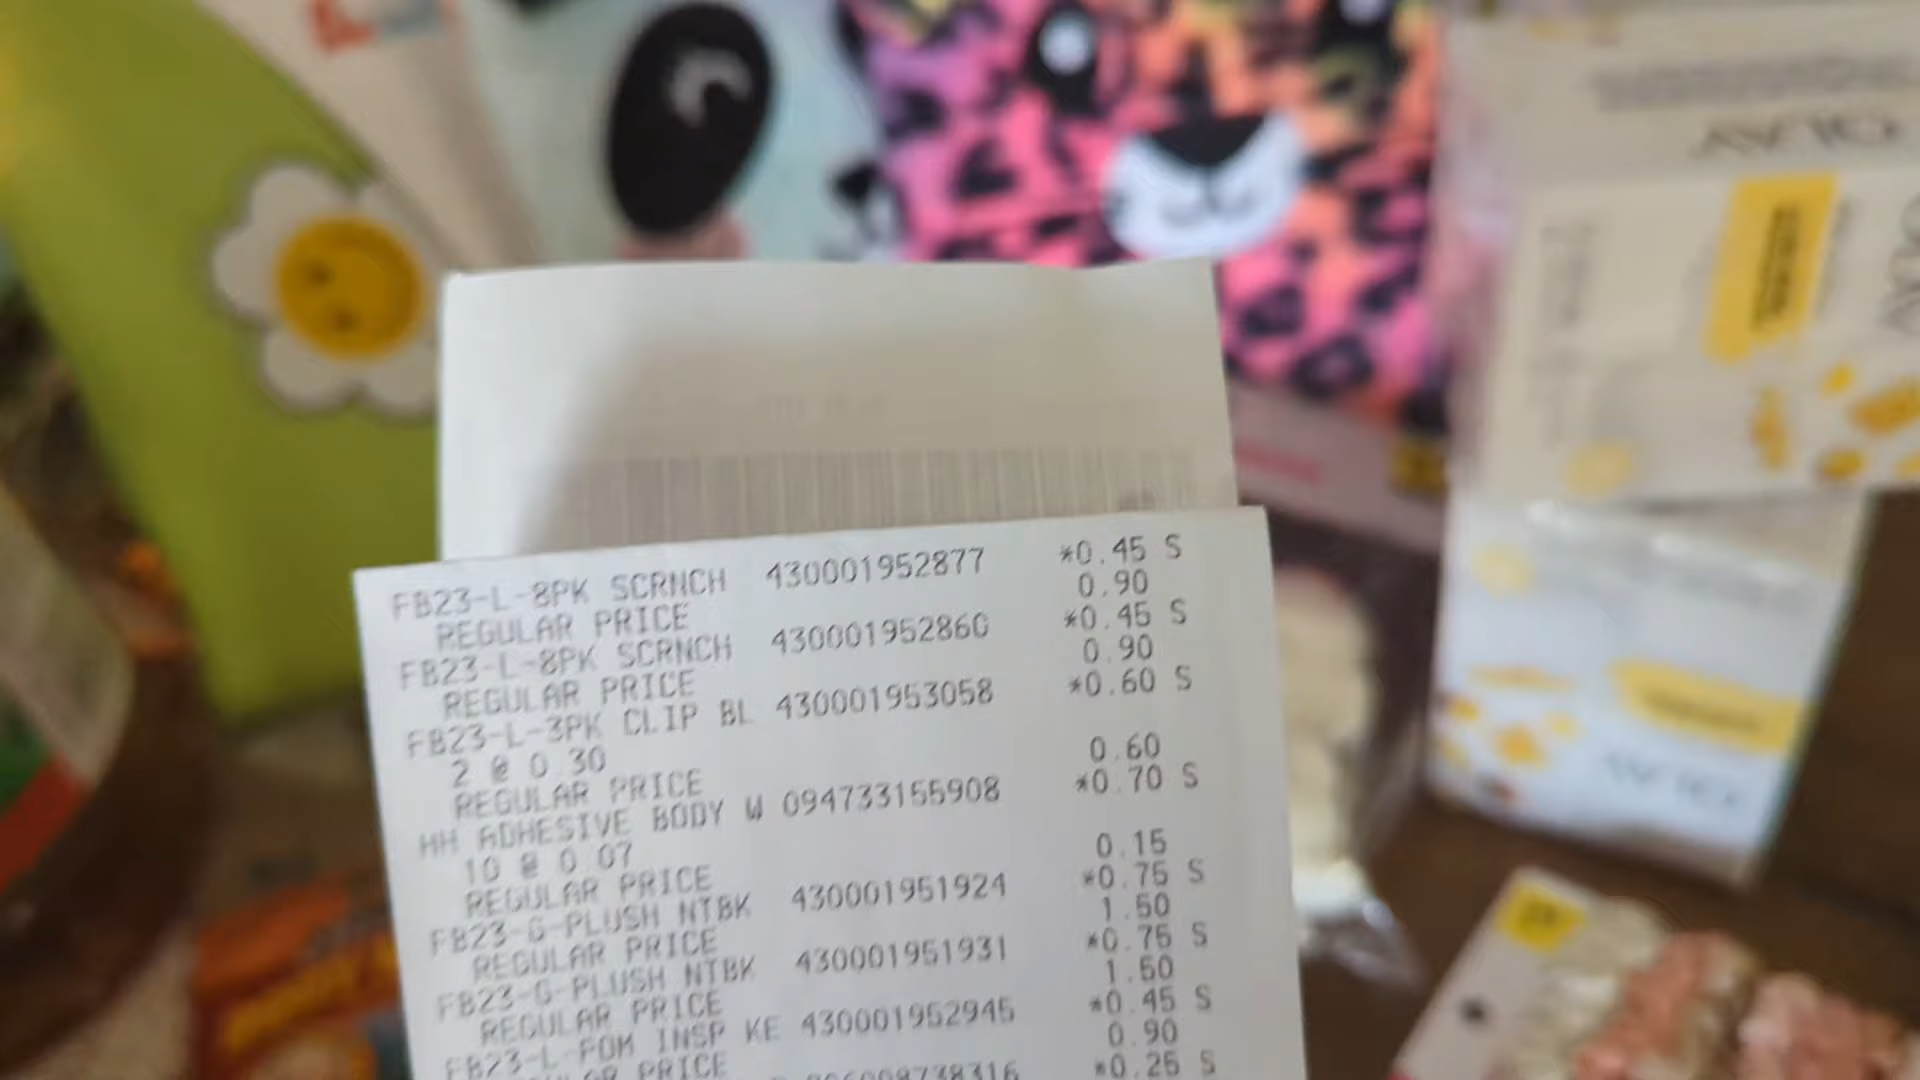 FB23-L-8PK SCRNCH 430001952877 *0.45 S
REGULAR PRICE 0.90
FB23-L-8PK SCRNCH 430001952860 *0.45 S
REGULAR PRICE 0.90
FB23-L-3PK CLIP BL 430001953058 *0.60 S
2 @ 0.30
REGULAR PRICE 0.60
HH ADHESIVE BODY W 094733155908 *0.70 S
10 @ 0.07
REGULAR PRICE 0.15
FB23-G-PLUSH NTBK 430001951924 *0.75 S
REGULAR PRICE 1.50
FB23-G-PLUSH NTBK 430001951931 *0.75 S
REGULAR PRICE 1.50
FB23-L-POM INSP KE 430001952945 *0.45 S
PRICE 0.90
*0.25 S